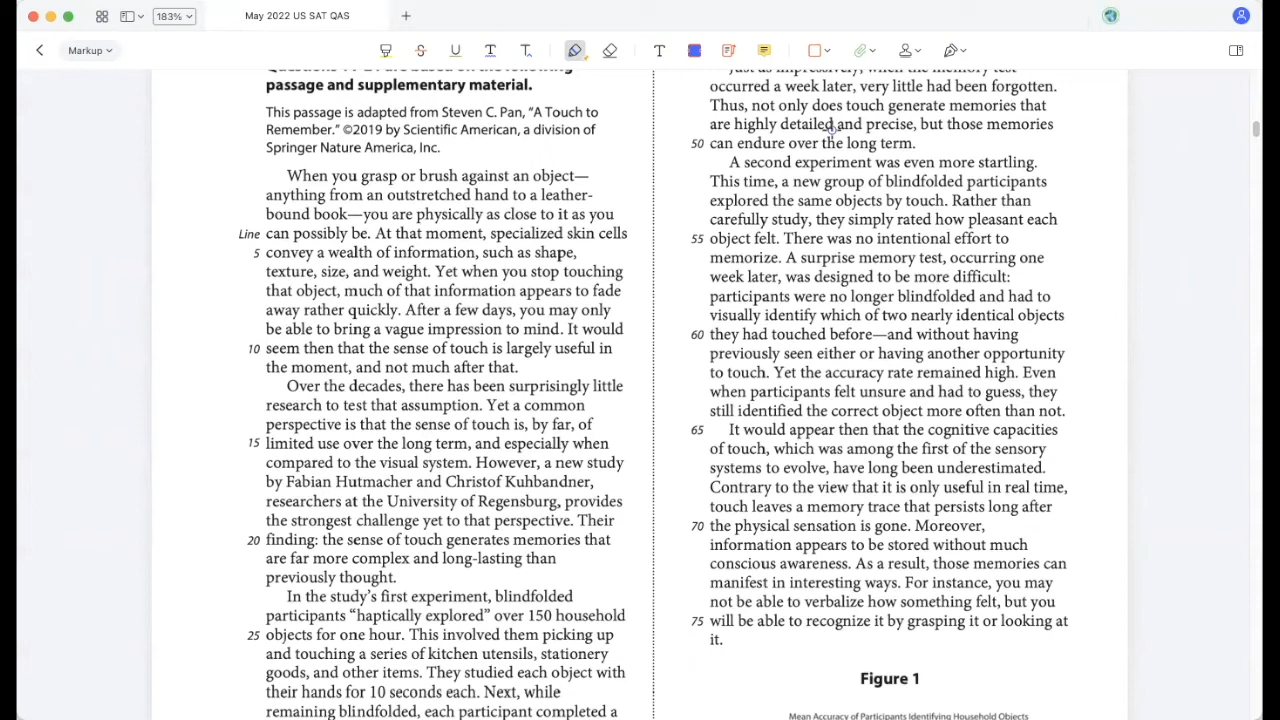 183%
May 2022 US SAT QAS
Markup
passage and supplementary material.
This passage is adapted from Steven C. Pan, “A Touch to
Remember.” ©2019 by Scientific American, a division of
Springer Nature America, Inc.
When you grasp or brush against an object—
anything from an outstretched hand to a leather-
bound book—you are physically as close to it as you
Line can possibly be. At that moment, specialized skin cells
5 convey a wealth of information, such as shape,
texture, size, and weight. Yet when you stop touching
that object, much of that information appears to fade
away rather quickly. After a few days, you may only
be able to bring a vague impression to mind. It would
10 seem then that the sense of touch is largely useful in
the moment, and not much after that.
Over the decades, there has been surprisingly little
research to test that assumption. Yet a common
perspective is that the sense of touch is, by far, of
15 limited use over the long term, and especially when
compared to the visual system. However, a new study
by Fabian Hutmacher and Christof Kuhbandner,
researchers at the University of Regensburg, provides
the strongest challenge yet to that perspective. Their
20 finding: the sense of touch generates memories that
are far more complex and long-lasting than
previously thought.
In the study’s first experiment, blindfolded
participants “haptically explored” over 150 household
25 objects for one hour. This involved them picking up
and touching a series of kitchen utensils, stationery
goods, and other items. They studied each object with
their hands for 10 seconds each. Next, while
remaining blindfolded, each participant completed a
Just as impressively, when the memory test
occurred a week later, very little had been forgotten.
Thus, not only does touch generate memories that
are highly detailed and precise, but those memories
50 can endure over the long term.
A second experiment was even more startling.
This time, a new group of blindfolded participants
explored the same objects by touch. Rather than
carefully study, they simply rated how pleasant each
55 object felt. There was no intentional effort to
memorize. A surprise memory test, occurring one
week later, was designed to be more difficult:
participants were no longer blindfolded and had to
visually identify which of two nearly identical objects
60 they had touched before—and without having
previously seen either or having another opportunity
to touch. Yet the accuracy rate remained high. Even
when participants felt unsure and had to guess, they
still identified the correct object more often than not.
65 It would appear then that the cognitive capacities
of touch, which was among the first of the sensory
systems to evolve, have long been underestimated.
Contrary to the view that it is only useful in real time,
touch leaves a memory trace that persists long after
70 the physical sensation is gone. Moreover,
information appears to be stored without much
conscious awareness. As a result, those memories can
manifest in interesting ways. For instance, you may
not be able to verbalize how something felt, but you
75 will be able to recognize it by grasping it or looking at
it.
Figure 1
Mean Accuracy of Participants Identifying Household Objects